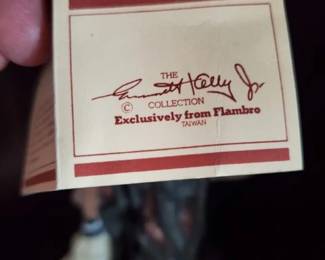 THE
Emmett Kelly Jr.
© COLLECTION
Exclusively from Flambro
TAIWAN